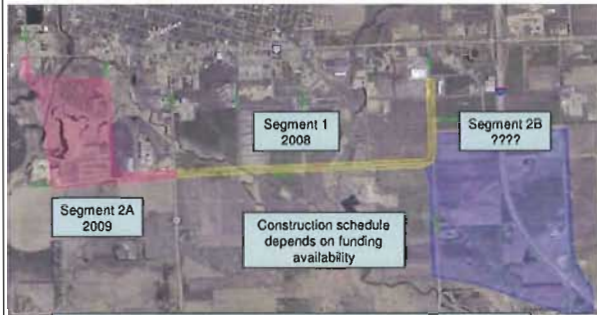 Segment 1
2008
Segment 2B
????
Segment 2A
2009
Construction schedule
depends on funding
availability